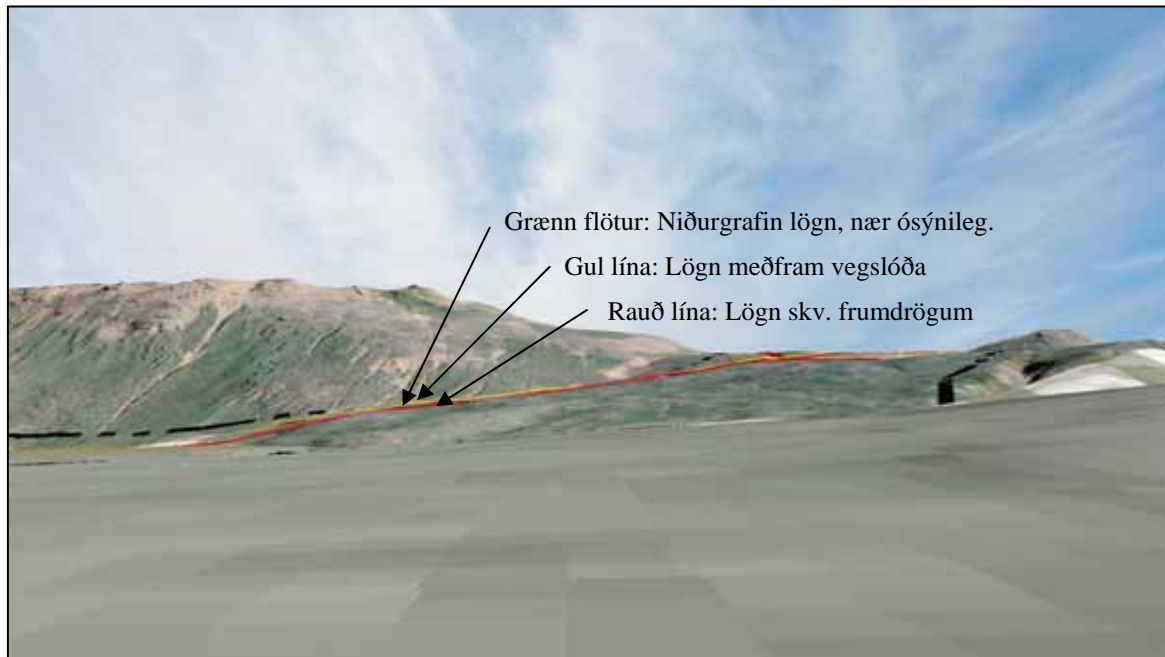 Grænn flötur: Niðurgrafin lögn, nær ósýnileg.
Gul lína: Lögn meðfram vegslóða
Rauð lína: Lögn skv. frumdrögum